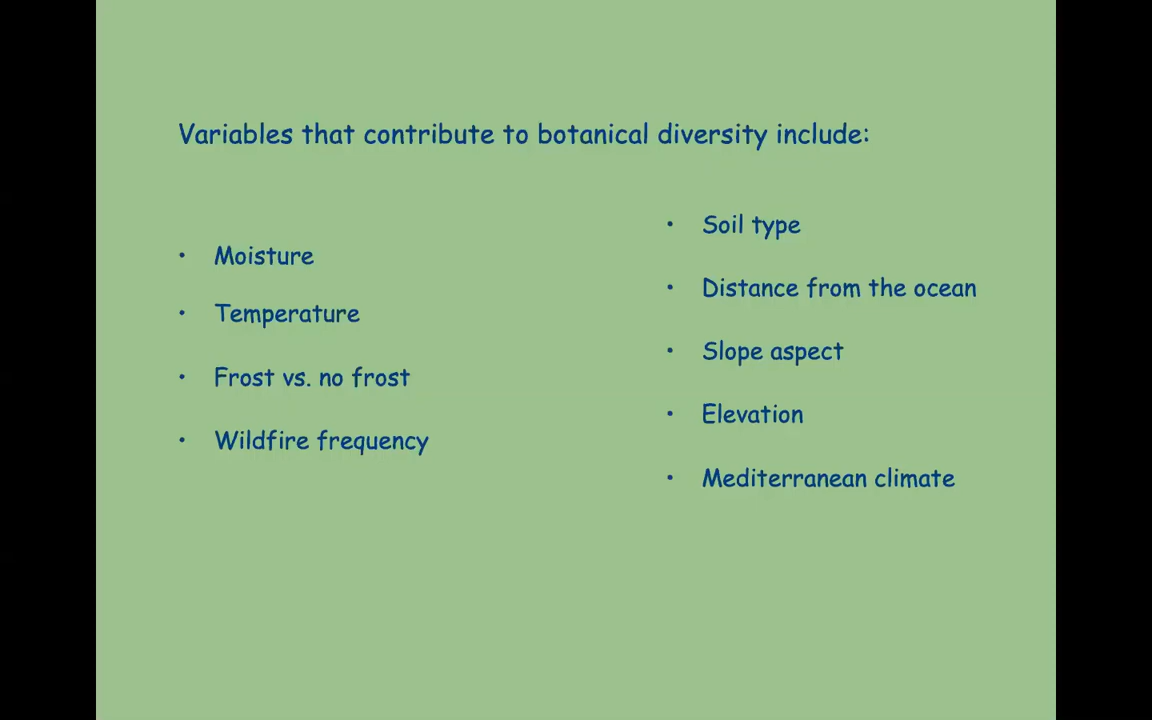 Variables that contribute to botanical diversity include:
• Moisture
• Temperature
• Frost vs. no frost
• Wildfire frequency
• Soil type
• Distance from the ocean
• Slope aspect
• Elevation
• Mediterranean climate